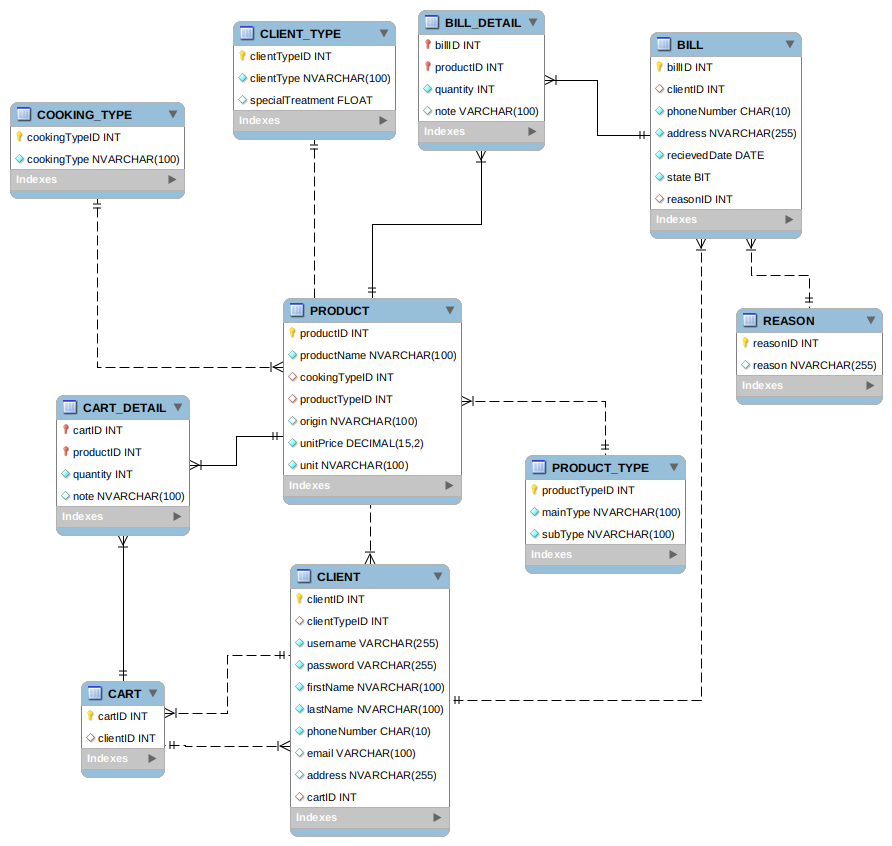 CLIENT_TYPE
clientTypeID INT
clientType NVARCHAR(100)
specialTreatment FLOAT
Indexes
BILL_DETAIL
billID INT
productID INT
quantity INT
note VARCHAR(100)
Indexes
BILL
billID INT
clientID INT
phoneNumber CHAR(10)
address NVARCHAR(255)
recievedDate DATE
state BIT
reasonID INT
Indexes
COOKING_TYPE
cookingTypeID INT
cookingType NVARCHAR(100)
Indexes
PRODUCT
productID INT
productName NVARCHAR(100)
cookingTypeID INT
productTypeID INT
origin NVARCHAR(100)
unitPrice DECIMAL(15,2)
unit NVARCHAR(100)
Indexes
REASON
reasonID INT
reason NVARCHAR(255)
Indexes
CART_DETAIL
cartID INT
productID INT
quantity INT
note NVARCHAR(100)
Indexes
PRODUCT_TYPE
productTypeID INT
mainType NVARCHAR(100)
subType NVARCHAR(100)
Indexes
CLIENT
clientID INT
clientTypeID INT
username VARCHAR(255)
password VARCHAR(255)
firstName NVARCHAR(100)
lastName NVARCHAR(100)
phoneNumber CHAR(10)
email VARCHAR(100)
address NVARCHAR(255)
cartID INT
Indexes
CART
cartID INT
clientID INT
Indexes